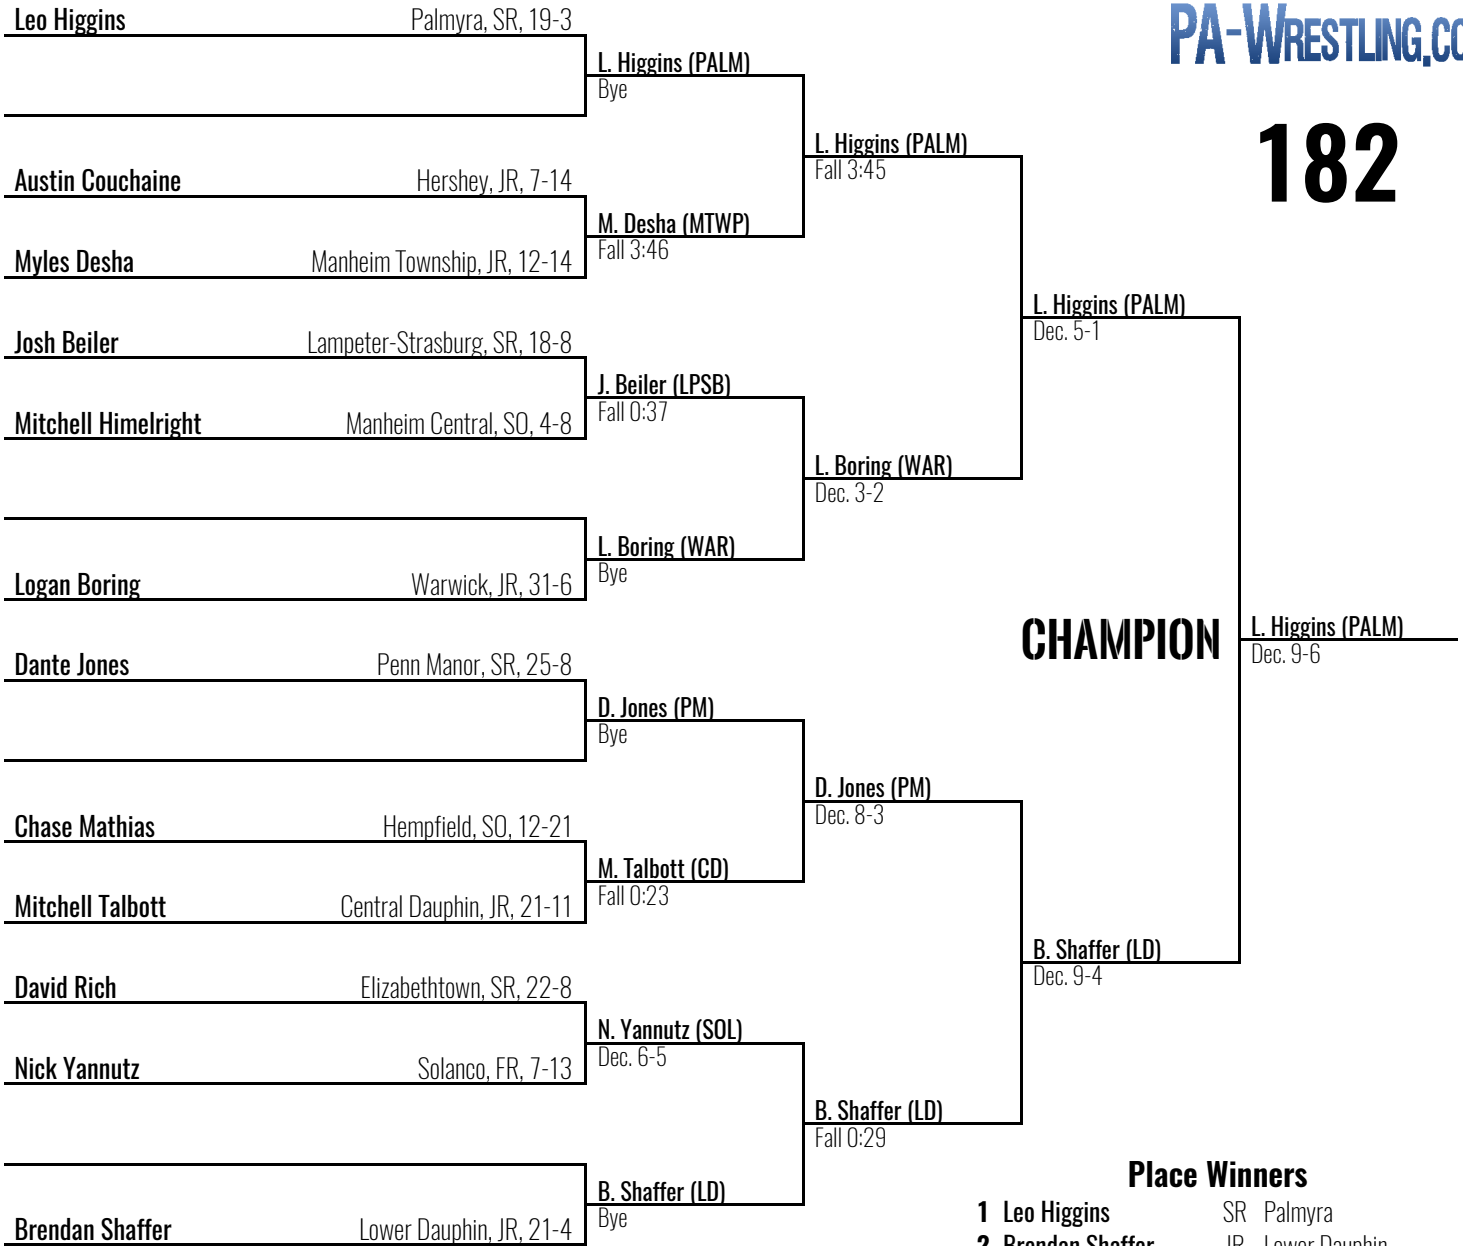 Leo Higgins Palmyra, SR, 19-3
PA-WRESTLING.CO
L. Higgins (PALM)
Bye
182
L. Higgins (PALM)
Fall 3:45
Austin Couchaine Hershey, JR, 7-14
M. Desha (MTWP)
Fall 3:46
Myles Desha Manheim Township, JR, 12-14
L. Higgins (PALM)
Dec. 5-1
Josh Beiler Lampeter-Strasburg, SR, 18-8
J. Beiler (LPSB)
Fall 0:37
Mitchell Himelright Manheim Central, SO, 4-8
L. Boring (WAR)
Dec. 3-2
L. Boring (WAR)
Bye
Logan Boring Warwick, JR, 31-6
CHAMPION
L. Higgins (PALM)
Dec. 9-6
Dante Jones Penn Manor, SR, 25-8
D. Jones (PM)
Bye
D. Jones (PM)
Dec. 8-3
Chase Mathias Hempfield, SO, 12-21
M. Talbott (CD)
Fall 0:23
Mitchell Talbott Central Dauphin, JR, 21-11
B. Shaffer (LD)
Dec. 9-4
David Rich Elizabethtown, SR, 22-8
N. Yannutz (SOL)
Dec. 6-5
Nick Yannutz Solanco, FR, 7-13
B. Shaffer (LD)
Fall 0:29
B. Shaffer (LD)
Bye
Brendan Shaffer Lower Dauphin, JR, 21-4
Place Winners
1 Leo Higgins SR Palmyra
2 Brendan Shaffer JR Lower Dauphin